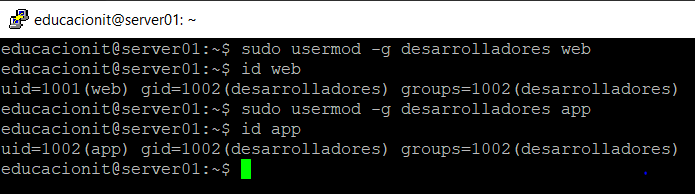 educacionit@server01: ~
educacionit@server01:~$ sudo usermod -g desarrolladores web
educacionit@server01:~$ id web
uid=1001(web) gid=1002(desarrolladores) groups=1002(desarrolladores)
educacionit@server01:~$ sudo usermod -g desarrolladores app
educacionit@server01:~$ id app
uid=1002(app) gid=1002(desarrolladores) groups=1002(desarrolladores)
educacionit@server01:~$